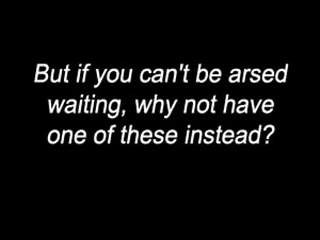 But if you can't be arsed
waiting, why not have
one of these instead?